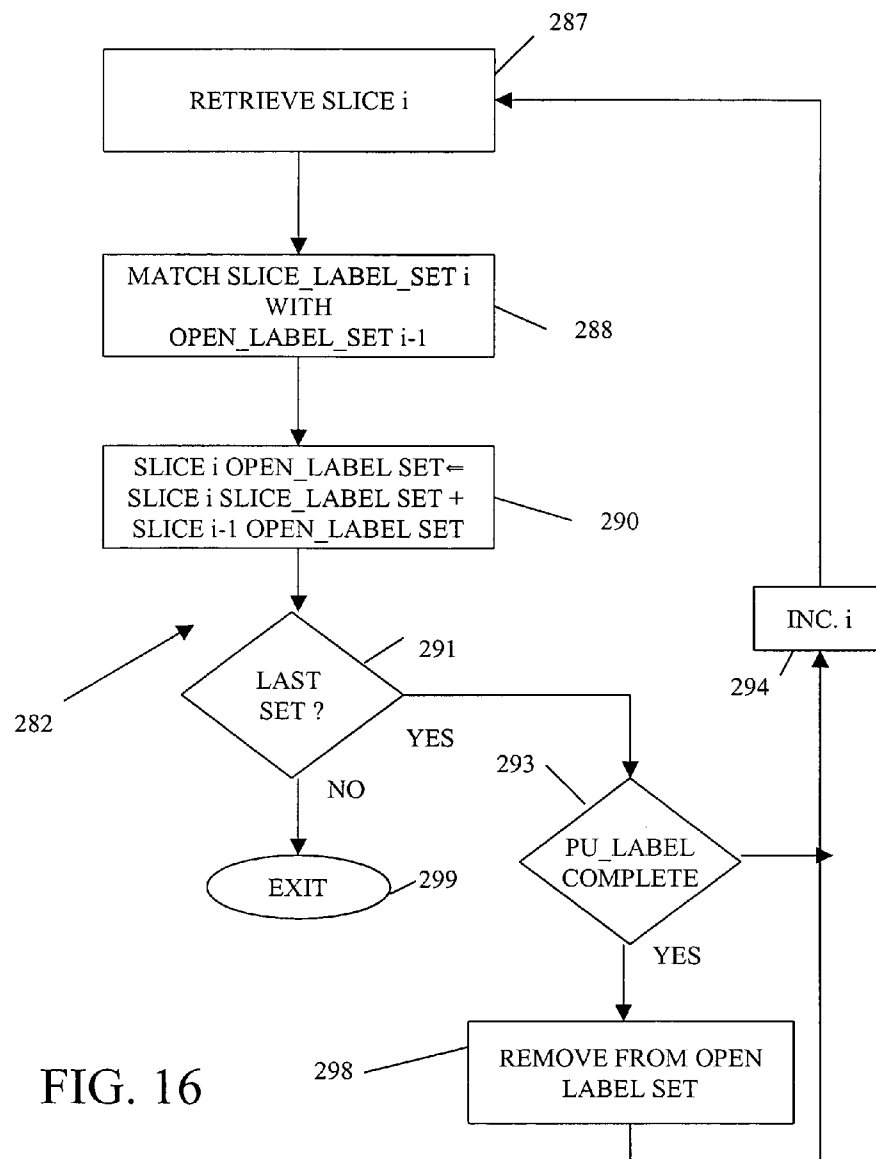 287
RETRIEVE SLICE i
MATCH SLICE_LABEL_SET i
WITH
OPEN_LABEL_SET i-1
288
SLICE i OPEN_LABEL SET⇐
SLICE i SLICE_LABEL SET +
SLICE i-1 OPEN_LABEL SET
290
INC. i
294
282
LAST
SET ?
291
YES
NO
293
PU_LABEL
COMPLETE
YES
EXIT
299
298
REMOVE FROM OPEN
LABEL SET
FIG. 16